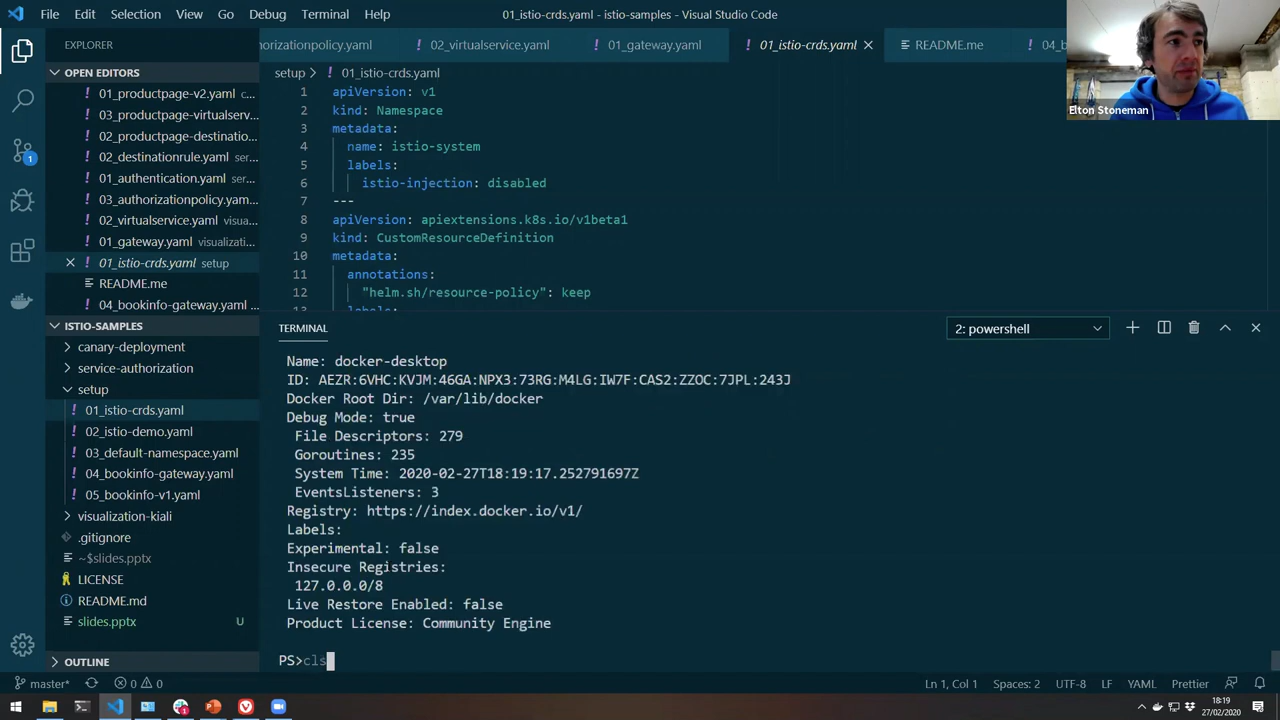 File Edit Selection View Go Debug Terminal Help
01_istio-crds.yaml - istio-samples - Visual Studio Code
EXPLORER
horizationpolicy.yaml
! 02_virtualservice.yaml
! 01_gateway.yaml
! 01_istio-crds.yaml
README.me
! 04_b
Elton Stoneman
OPEN EDITORS
! 01_productpage-v2.yaml c...
! 03_productpage-virtualserv...
! 02_productpage-destinatio...
! 02_destinationrule.yaml ser...
! 01_authentication.yaml ser...
! 03_authorizationpolicy.yam...
! 02_virtualservice.yaml visua...
! 01_gateway.yaml visualizati...
! 01_istio-crds.yaml setup
README.me
! 04_bookinfo-gateway.yaml ...
ISTIO-SAMPLES
canary-deployment
service-authorization
setup
! 01_istio-crds.yaml
! 02_istio-demo.yaml
! 03_default-namespace.yaml
! 04_bookinfo-gateway.yaml
! 05_bookinfo-v1.yaml
visualization-kiali
.gitignore
~$slides.pptx
LICENSE
README.md
slides.pptx U
OUTLINE
setup > ! 01_istio-crds.yaml
1 apiVersion: v1
2 kind: Namespace
3 metadata:
4 name: istio-system
5 labels:
6 istio-injection: disabled
7 ---
8 apiVersion: apiextensions.k8s.io/v1beta1
9 kind: CustomResourceDefinition
10 metadata:
11 annotations:
12 "helm.sh/resource-policy": keep
13 labels:
TERMINAL
2: powershell
Name: docker-desktop
ID: AEZR:6VHC:KVJM:46GA:NPX3:73RG:M4LG:IW7F:CAS2:ZZOC:7JPL:243J
Docker Root Dir: /var/lib/docker
Debug Mode: true
File Descriptors: 279
Goroutines: 235
System Time: 2020-02-27T18:19:17.252791697Z
EventsListeners: 3
Registry: https://index.docker.io/v1/
Labels:
Experimental: false
Insecure Registries:
127.0.0.0/8
Live Restore Enabled: false
Product License: Community Engine
PS>cls
1
master* 0 0
Ln 1, Col 1 Spaces: 2 UTF-8 LF YAML Prettier
18:19
27/02/2020